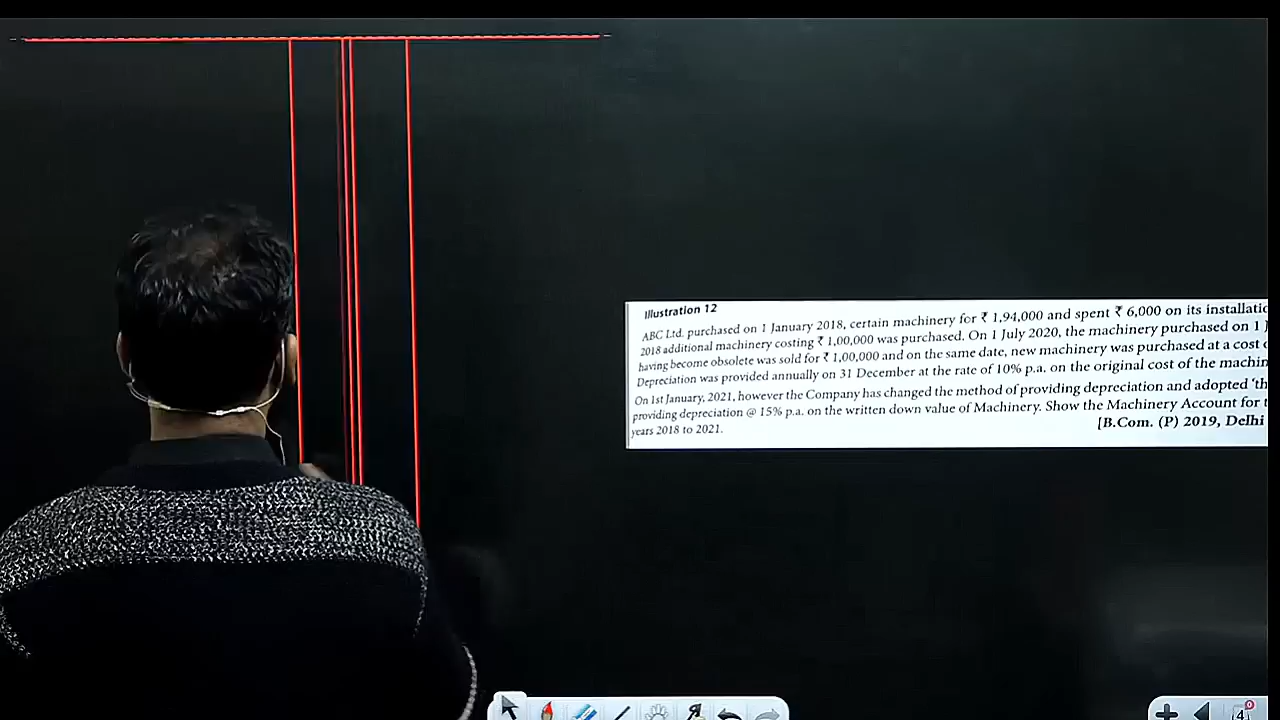 Illustration 12
ABC Ltd. purchased on 1 January 2018, certain machinery for ₹ 1,94,000 and spent ₹ 6,000 on its
2018 additional machinery costing ₹ 1,00,000 was purchased. On 1 July 2020, the machinery purchased on 1
having become obsolete was sold for ₹ 1,00,000 and on the same date, new machinery was purchased at a cost
Depreciation was provided annually on 31 December at the rate of 10% p.a. on the original cost of the
On 1st January, 2021, however the Company has changed the method of providing depreciation and adopted
providing depreciation @ 15% p.a. on the written down value of Machinery. Show the Machinery Account for
years 2018 to 2021.
[B.Com. (P) 2019, Delhi